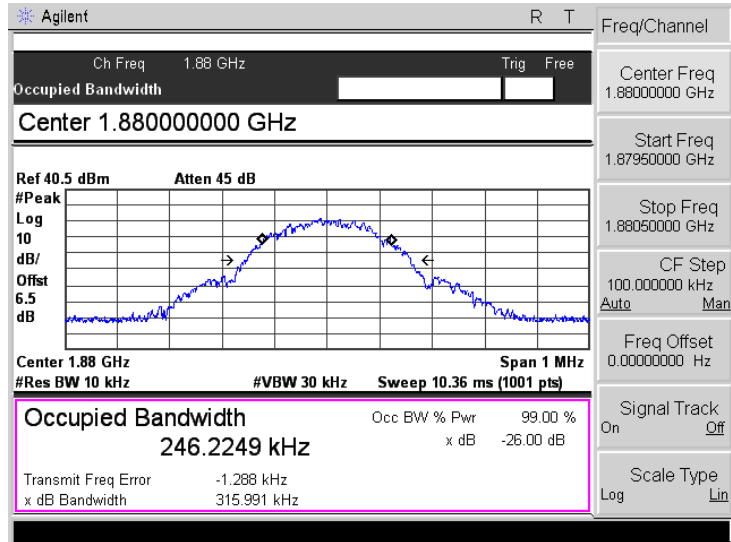 Agilent R T
Ch Freq 1.88 GHz Trig Free
Occupied Bandwidth
Center 1.880000000 GHz
Ref 40.5 dBm Atten 45 dB
#Peak
Log
10
dB/
Offst
6.5
dB
Center 1.88 GHz Span 1 MHz
#Res BW 10 kHz #VBW 30 kHz Sweep 10.36 ms (1001 pts)
Occupied Bandwidth Occ BW % Pwr 99.00 %
246.2249 kHz x dB -26.00 dB
Transmit Freq Error -1.288 kHz
x dB Bandwidth 315.991 kHz
Freq/Channel
Center Freq
1.88000000 GHz
Start Freq
1.87950000 GHz
Stop Freq
1.88050000 GHz
CF Step
100.000000 kHz
Auto Man
Freq Offset
0.00000000 Hz
Signal Track
On Off
Scale Type
Log Lin